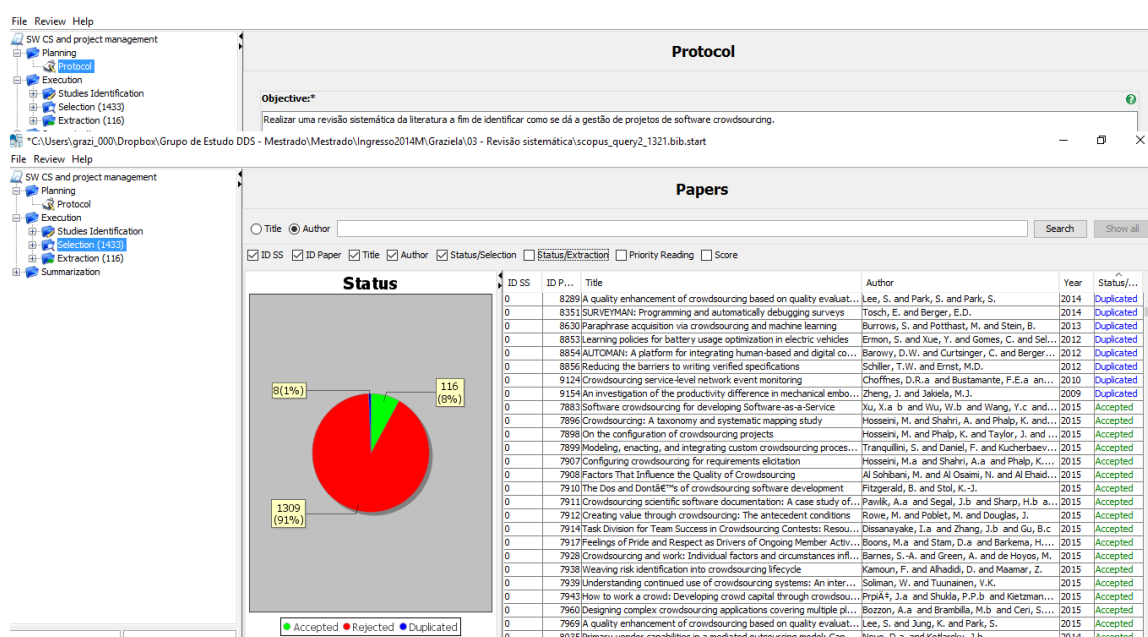 File Review Help
SW CS and project management
Planning
Protocol
Execution
Studies Identification
Selection (1433)
Extraction (116)
Protocol
Objective:*
Realizar uma revisão sistemática da literatura a fim de identificar como se dá a gestão de projetos de software crowdsourcing.
*C:\Users\grazi_000\Dropbox\Grupo de Estudo DDS - Mestrado\Mestrado\Ingresso2014M\Graziela\03 - Revisão sistemática\scopus_query2_1321.bib.start
File Review Help
SW CS and project management
Planning
Protocol
Execution
Studies Identification
Selection (1433)
Extraction (116)
Summarization
Papers
Title Author Search Show all
ID SS ID Paper Title Author Status/Selection Status/Extraction Priority Reading Score
Status
8(1%)
116
(8%)
1309
(91%)
Accepted Rejected Duplicated
ID SS ID P... Title Author Year Status/...
0 8289 A quality enhancement of crowdsourcing based on quality evaluat... Lee, S. and Park, S. and Park, S. 2014 Duplicated
0 8351 SURVEYMAN: Programming and automatically debugging surveys Tosch, E. and Berger, E.D. 2014 Duplicated
0 8630 Paraphrase acquisition via crowdsourcing and machine learning Burrows, S. and Potthast, M. and Stein, B. 2013 Duplicated
0 8853 Learning policies for battery usage optimization in electric vehicles Ermon, S. and Xue, Y. and Gomes, C. and Sel... 2012 Duplicated
0 8854 AUTOMAN: A platform for integrating human-based and digital co... Barowy, D.W. and Curtsinger, C. and Berger... 2012 Duplicated
0 8856 Reducing the barriers to writing verified specifications Schiller, T.W. and Ernst, M.D. 2012 Duplicated
0 9124 Crowdsourcing service-level network event monitoring Choffnes, D.R.a and Bustamante, F.E.a an... 2010 Duplicated
0 9154 An investigation of the productivity difference in mechanical embo... Zheng, J. and Jakiela, M.J. 2009 Duplicated
0 7883 Software crowdsourcing for developing Software-as-a-Service Xu, X.a b and Wu, W.b and Wang, Y.c and... 2015 Accepted
0 7896 Crowdsourcing: A taxonomy and systematic mapping study Hosseini, M. and Shahri, A. and Phalp, K. and... 2015 Accepted
0 7898 On the configuration of crowdsourcing projects Hosseini, M. and Phalp, K. and Taylor, J. and ... 2015 Accepted
0 7899 Modeling, enacting, and integrating custom crowdsourcing proces... Tranquillini, S. and Daniel, F. and Kucherbaev... 2015 Accepted
0 7907 Configuring crowdsourcing for requirements elicitation Hosseini, M.a and Shahri, A.a and Phalp, K.... 2015 Accepted
0 7908 Factors That Influence the Quality of Crowdsourcing Al Sohibani, M. and Al Osaimi, N. and Al Ehaid... 2015 Accepted
0 7910 The Dos and Dontâ€™s of crowdsourcing software development Fitzgerald, B. and Stol, K.-J. 2015 Accepted
0 7911 Crowdsourcing scientific software documentation: A case study of... Pawlik, A.a and Segal, J.b and Sharp, H.b a... 2015 Accepted
0 7912 Creating value through crowdsourcing: The antecedent conditions Rowe, M. and Poblet, M. and Douglas, J. 2015 Accepted
0 7914 Task Division for Team Success in Crowdsourcing Contests: Resou... Dissanayake, I.a and Zhang, J.b and Gu, B.c 2015 Accepted
0 7917 Feelings of Pride and Respect as Drivers of Ongoing Member Activ... Boons, M.a and Stam, D.a and Barkema, H.... 2015 Accepted
0 7928 Crowdsourcing and work: Individual factors and circumstances infl... Barnes, S.-A. and Green, A. and de Hoyos, M. 2015 Accepted
0 7938 Weaving risk identification into crowdsourcing lifecycle Kamoun, F. and Alhadidi, D. and Maamar, Z. 2015 Accepted
0 7939 Understanding continued use of crowdsourcing systems: An inter... Soliman, W. and Tuunainen, V.K. 2015 Accepted
0 7943 How to work a crowd: Developing crowd capital through crowdsou... PrpiÄ‡, J.a and Shukla, P.P.b and Kietzman... 2015 Accepted
0 7960 Designing complex crowdsourcing applications covering multiple pl... Bozzon, A.a and Brambilla, M.b and Ceri, S.... 2015 Accepted
0 7969 A quality enhancement of crowdsourcing based on quality evaluat... Lee, S. and Jung, K. and Park, S. 2015 Accepted